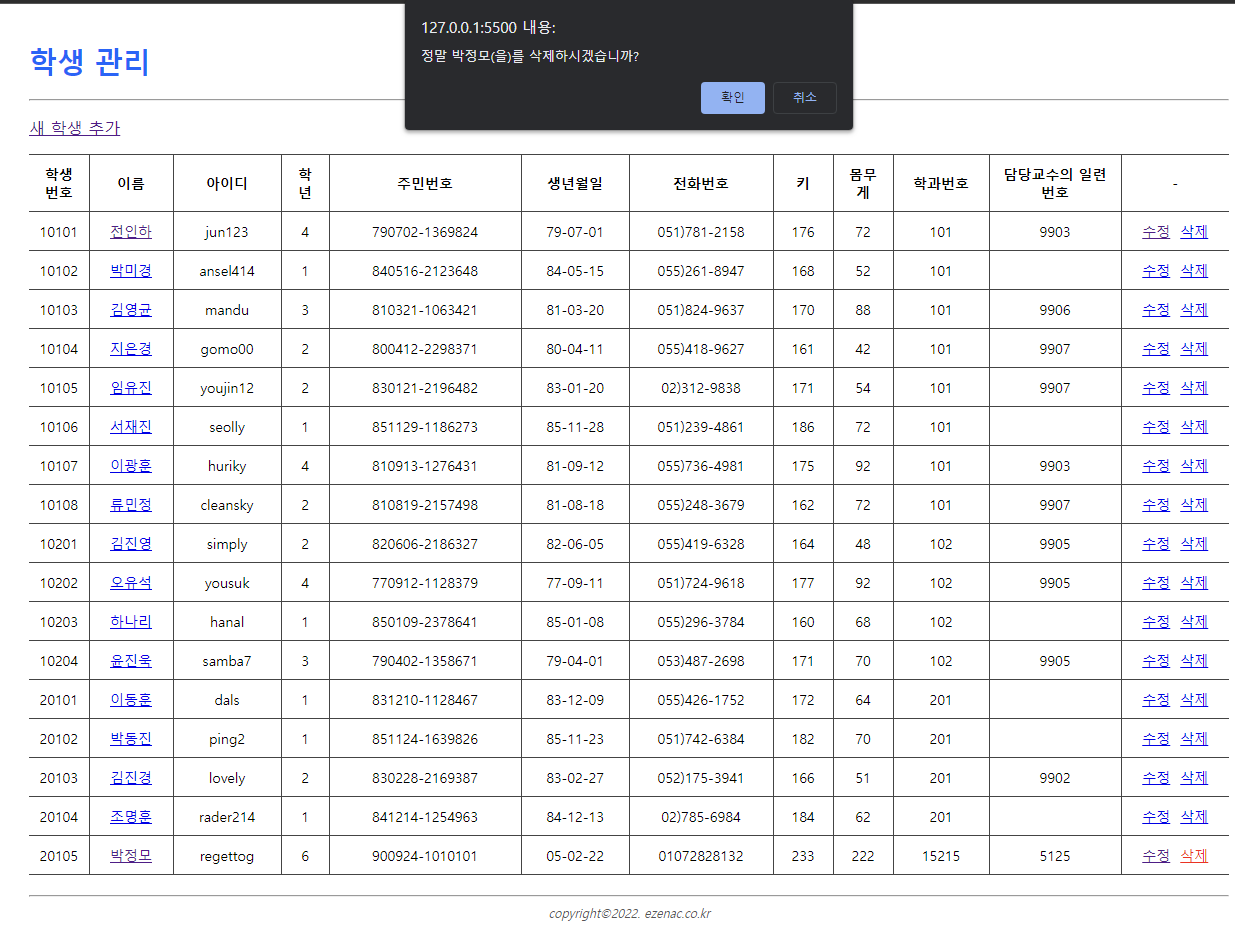 127.0.0.1:5500 내용:
정말 박정모(을)를 삭제하시겠습니까?
확인 취소
학생 관리
새 학생 추가
학생 번호 이름 아이디 학년 주민번호 생년월일 전화번호 키 몸무게 학과번호 담당교수의 일련번호 -
10101 전인하 jun123 4 790702-1369824 79-07-01 051)781-2158 176 72 101 9903 수정 삭제
10102 박미경 ansel414 1 840516-2123648 84-05-15 055)261-8947 168 52 101 수정 삭제
10103 김영균 mandu 3 810321-1063421 81-03-20 051)824-9637 170 88 101 9906 수정 삭제
10104 지은경 gomo00 2 800412-2298371 80-04-11 055)418-9627 161 42 101 9907 수정 삭제
10105 임유진 youjin12 2 830121-2196482 83-01-20 02)312-9838 171 54 101 9907 수정 삭제
10106 서재진 seolly 1 851129-1186273 85-11-28 051)239-4861 186 72 101 수정 삭제
10107 이광훈 huriky 4 810913-1276431 81-09-12 055)736-4981 175 92 101 9903 수정 삭제
10108 류민정 cleansky 2 810819-2157498 81-08-18 055)248-3679 162 72 101 9907 수정 삭제
10201 김진영 simply 2 820606-2186327 82-06-05 055)419-6328 164 48 102 9905 수정 삭제
10202 오유석 yousuk 4 770912-1128379 77-09-11 051)724-9618 177 92 102 9905 수정 삭제
10203 하나리 hanal 1 850109-2378641 85-01-08 055)296-3784 160 68 102 수정 삭제
10204 윤진욱 samba7 3 790402-1358671 79-04-01 053)487-2698 171 70 102 9905 수정 삭제
20101 이동훈 dals 1 831210-1128467 83-12-09 055)426-1752 172 64 201 수정 삭제
20102 박동진 ping2 1 851124-1639826 85-11-23 051)742-6384 182 70 201 수정 삭제
20103 김진경 lovely 2 830228-2169387 83-02-27 052)175-3941 166 51 201 9902 수정 삭제
20104 조명훈 rader214 1 841214-1254963 84-12-13 02)785-6984 184 62 201 수정 삭제
20105 박정모 regettog 6 900924-1010101 05-02-22 01072828132 233 222 15215 5125 수정 삭제
copyright©2022. ezenac.co.kr